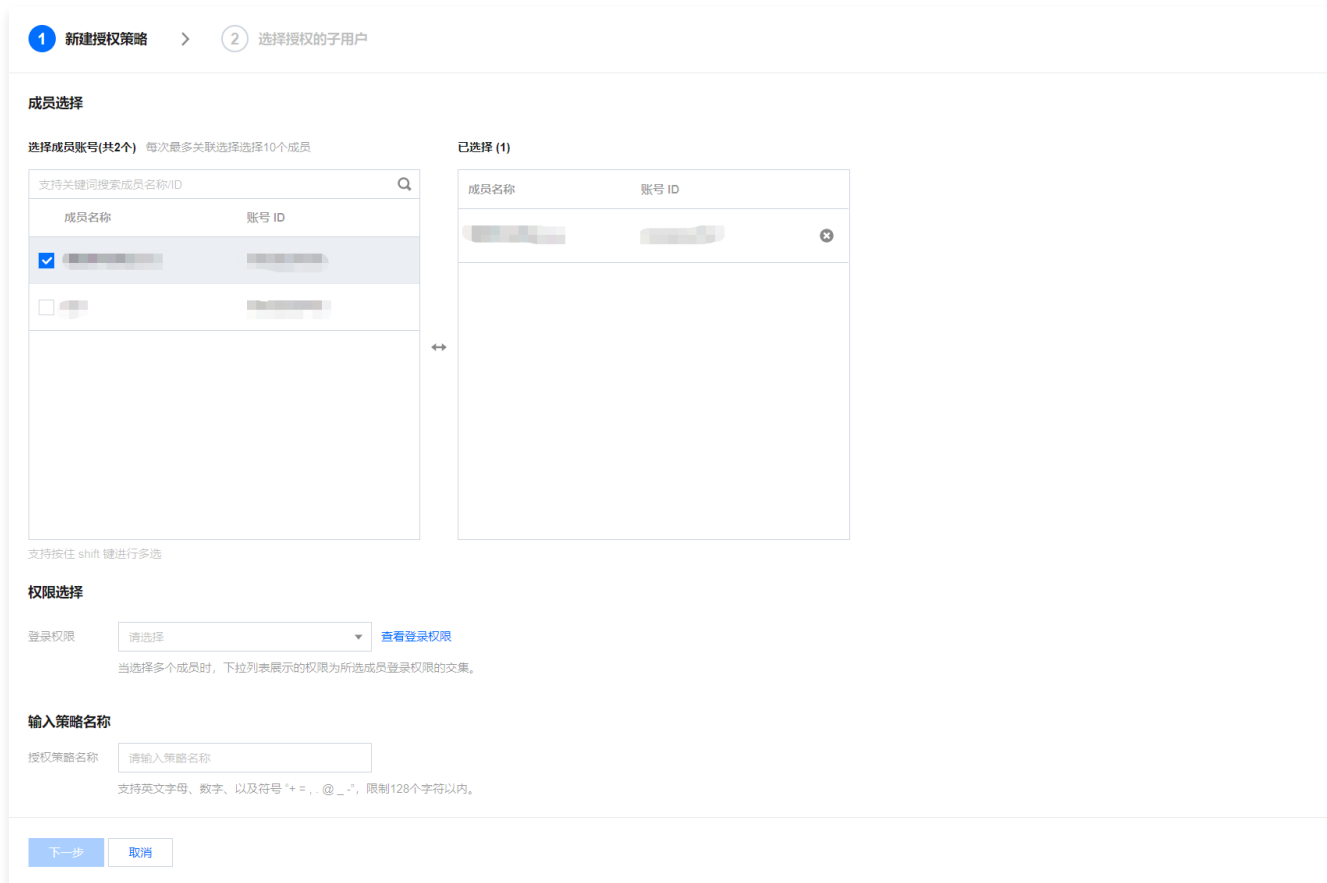 1 新建授权策略 2 选择授权的子用户
成员选择
选择成员账号(共2个) 每次最多关联选择选择10个成员
支持关键词搜索成员名称/ID
成员名称 账号 ID
支持按住 shift 键进行多选
已选择 (1)
成员名称 账号 ID
权限选择
登录权限 请选择 查看登录权限
当选择多个成员时，下拉列表展示的权限为所选成员登录权限的交集。
输入策略名称
授权策略名称 请输入策略名称
支持英文字母、数字、以及符号 “+ = , . @ _ -”，限制128个字符以内。
下一步 取消